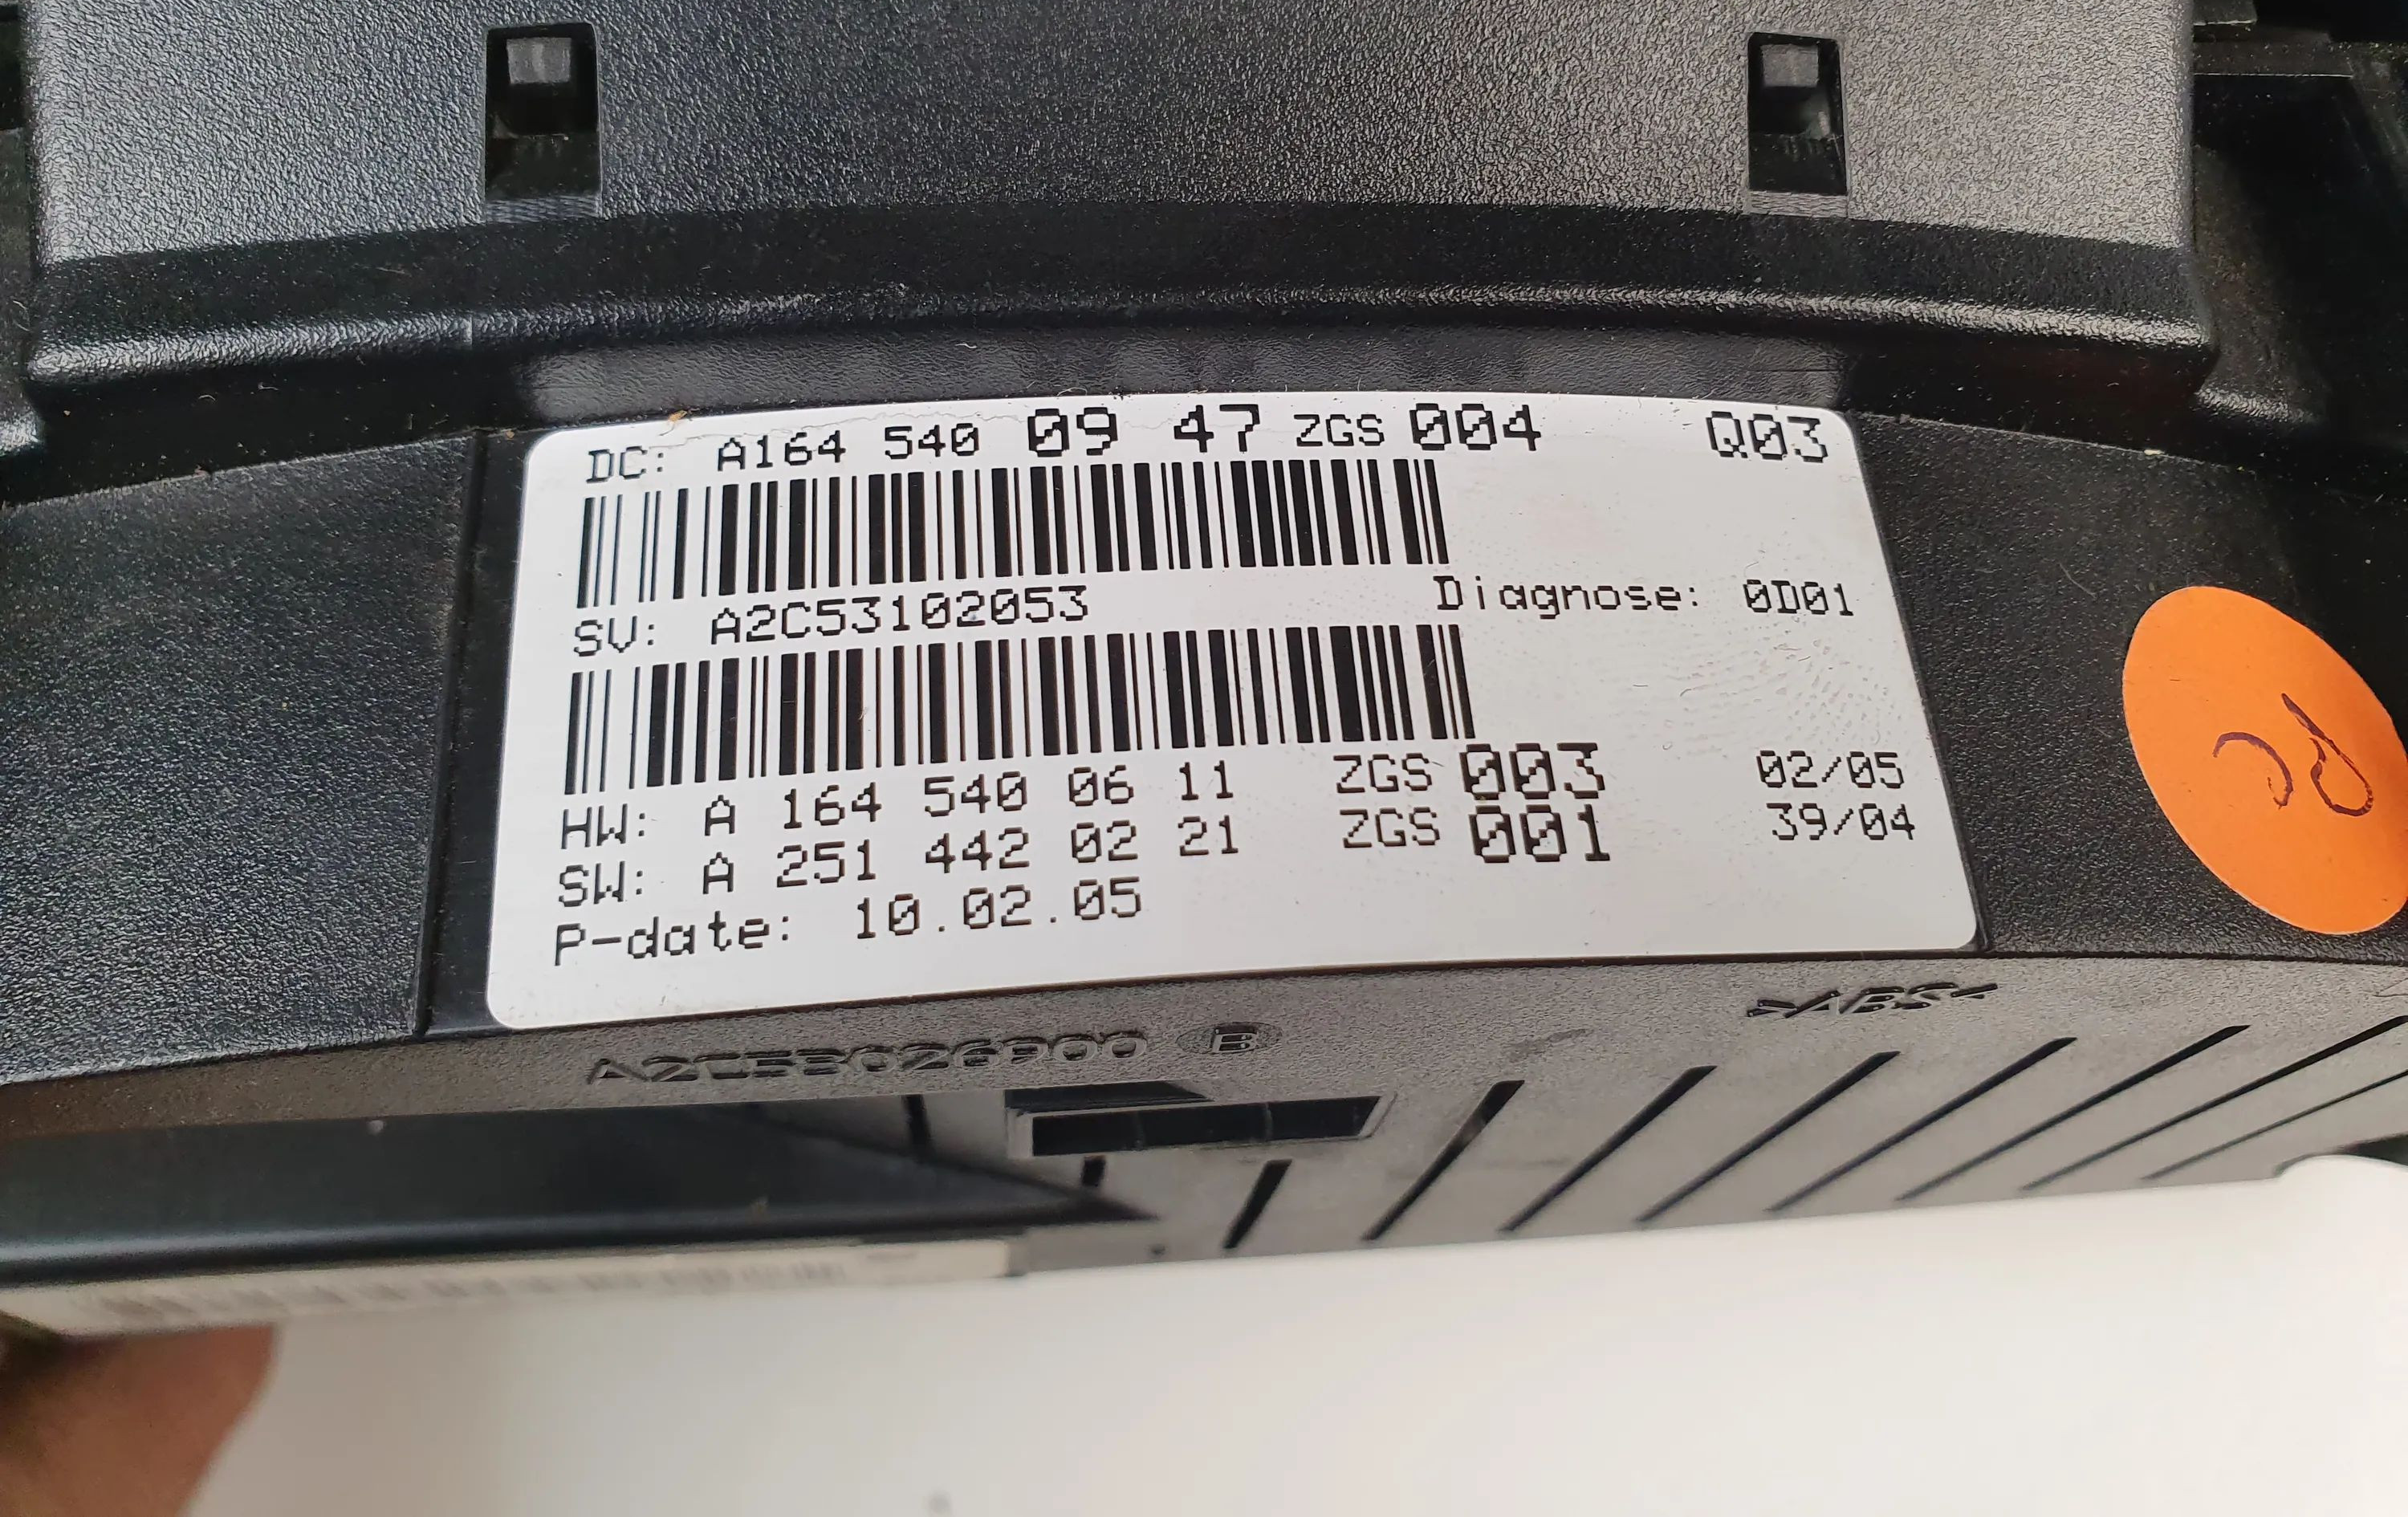 DC: A164 540 09 47 ZGS 004 Q03
SV: A2C53102053 Diagnose: 0D01
HW: A 164 540 06 11 ZGS 003 02/05
SW: A 251 442 02 21 ZGS 001 39/04
P-date: 10.02.05
B
>ABS<